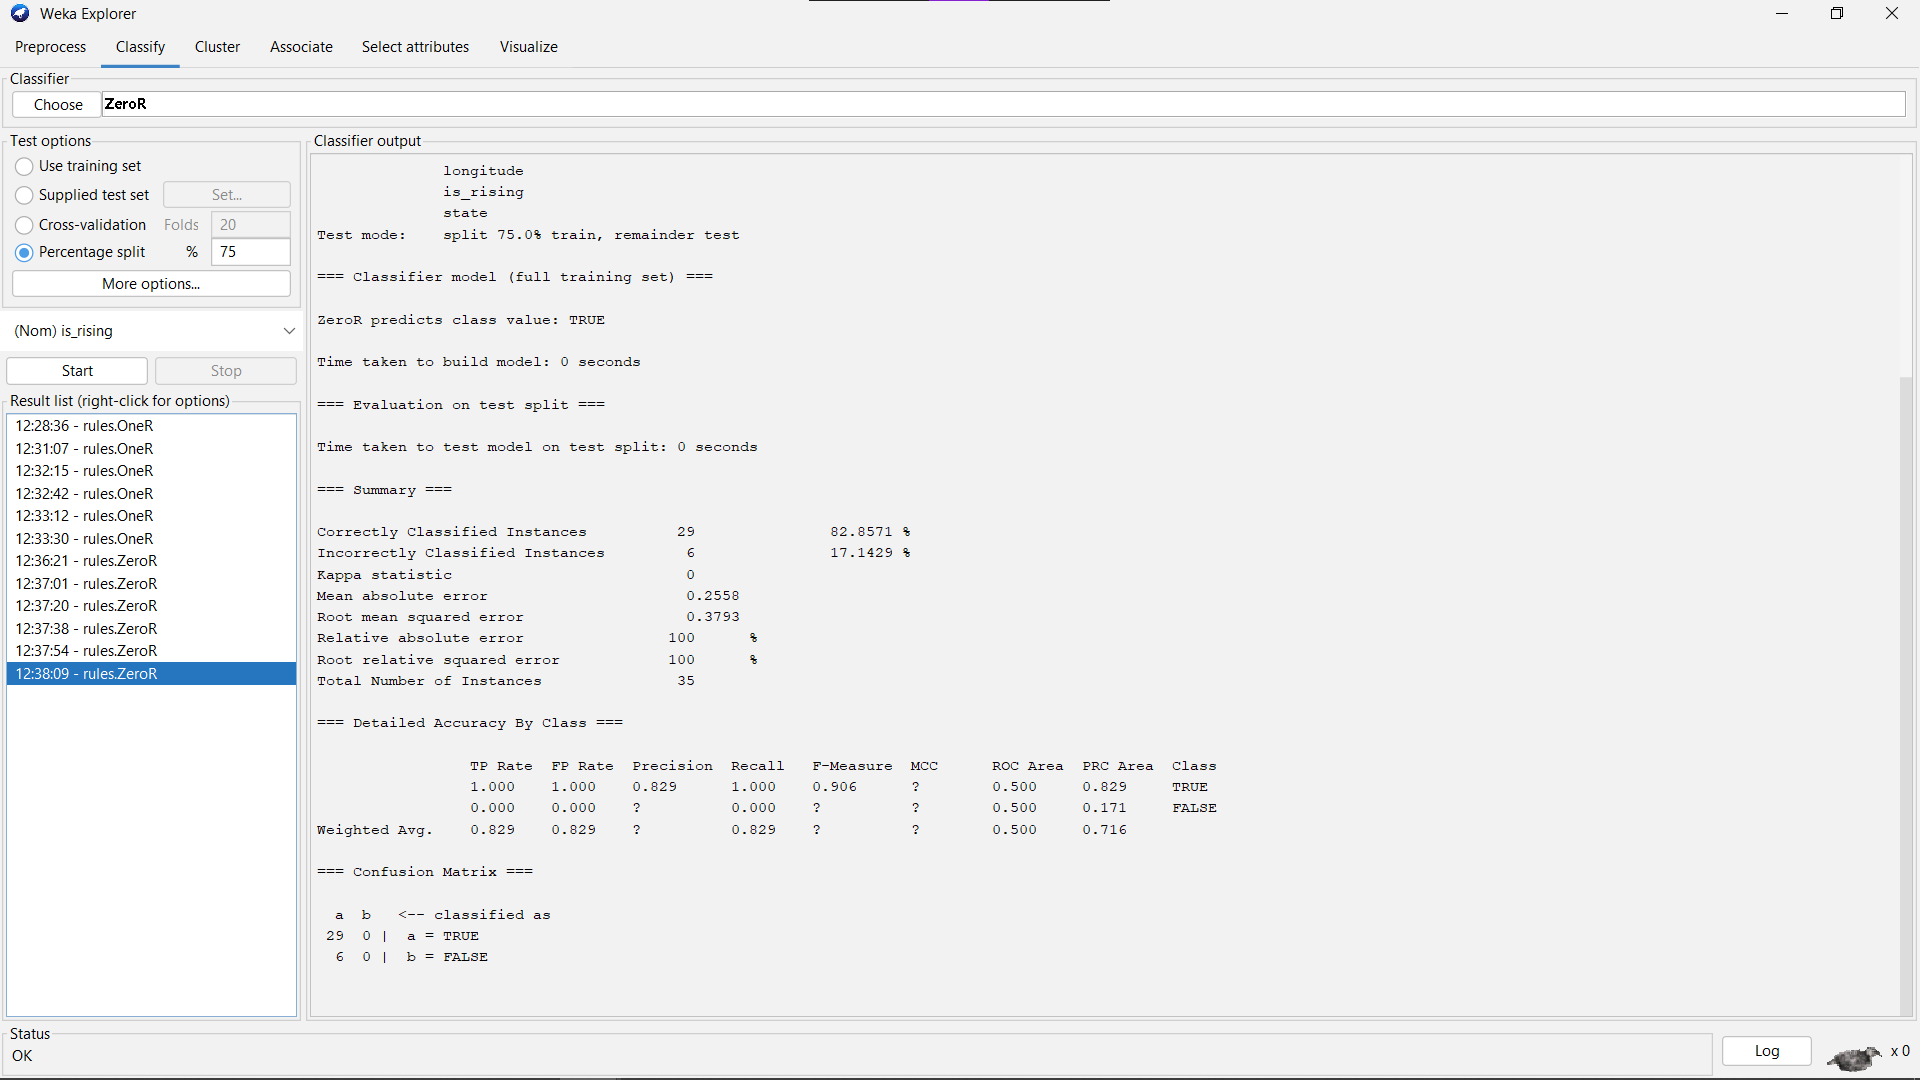 Weka Explorer
Preprocess Classify Cluster Associate Select attributes Visualize
Classifier
Choose ZeroR
Test options
Use training set
Supplied test set Set...
Cross-validation Folds 20
Percentage split % 75
More options...
(Nom) is_rising
Start Stop
Result list (right-click for options)
12:28:36 - rules.OneR
12:31:07 - rules.OneR
12:32:15 - rules.OneR
12:32:42 - rules.OneR
12:33:12 - rules.OneR
12:33:30 - rules.OneR
12:36:21 - rules.ZeroR
12:37:01 - rules.ZeroR
12:37:20 - rules.ZeroR
12:37:38 - rules.ZeroR
12:37:54 - rules.ZeroR
12:38:09 - rules.ZeroR
Classifier output
longitude
is_rising
state
Test mode: split 75.0% train, remainder test
=== Classifier model (full training set) ===
ZeroR predicts class value: TRUE
Time taken to build model: 0 seconds
=== Evaluation on test split ===
Time taken to test model on test split: 0 seconds
=== Summary ===
Correctly Classified Instances 29 82.8571 %
Incorrectly Classified Instances 6 17.1429 %
Kappa statistic 0
Mean absolute error 0.2558
Root mean squared error 0.3793
Relative absolute error 100 %
Root relative squared error 100 %
Total Number of Instances 35
=== Detailed Accuracy By Class ===
TP Rate FP Rate Precision Recall F-Measure MCC ROC Area PRC Area Class
1.000 1.000 0.829 1.000 0.906 ? 0.500 0.829 TRUE
0.000 0.000 ? 0.000 ? ? 0.500 0.171 FALSE
Weighted Avg. 0.829 0.829 ? 0.829 ? ? 0.500 0.716
=== Confusion Matrix ===
a b <-- classified as
29 0 | a = TRUE
6 0 | b = FALSE
Status
OK
Log x 0